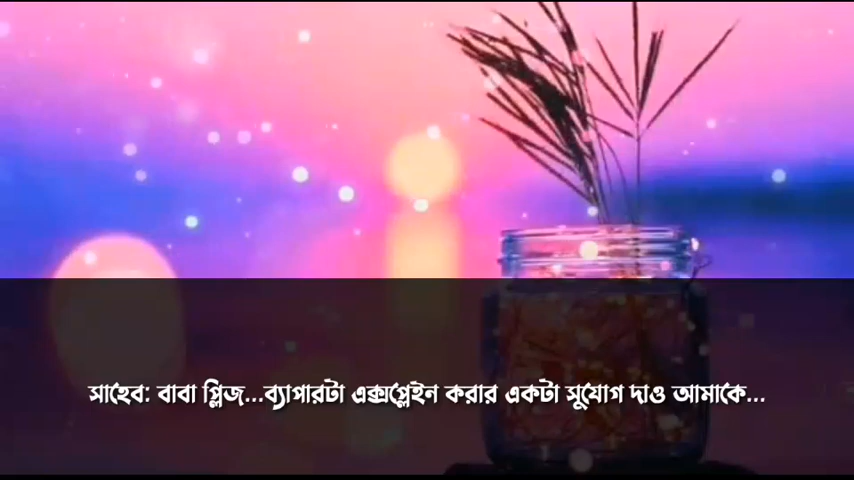 সাহেব: বাবা প্লিজ...ব্যাপারটা এক্সপ্লেইন করার একটা সুযোগ দাও আমাকে...